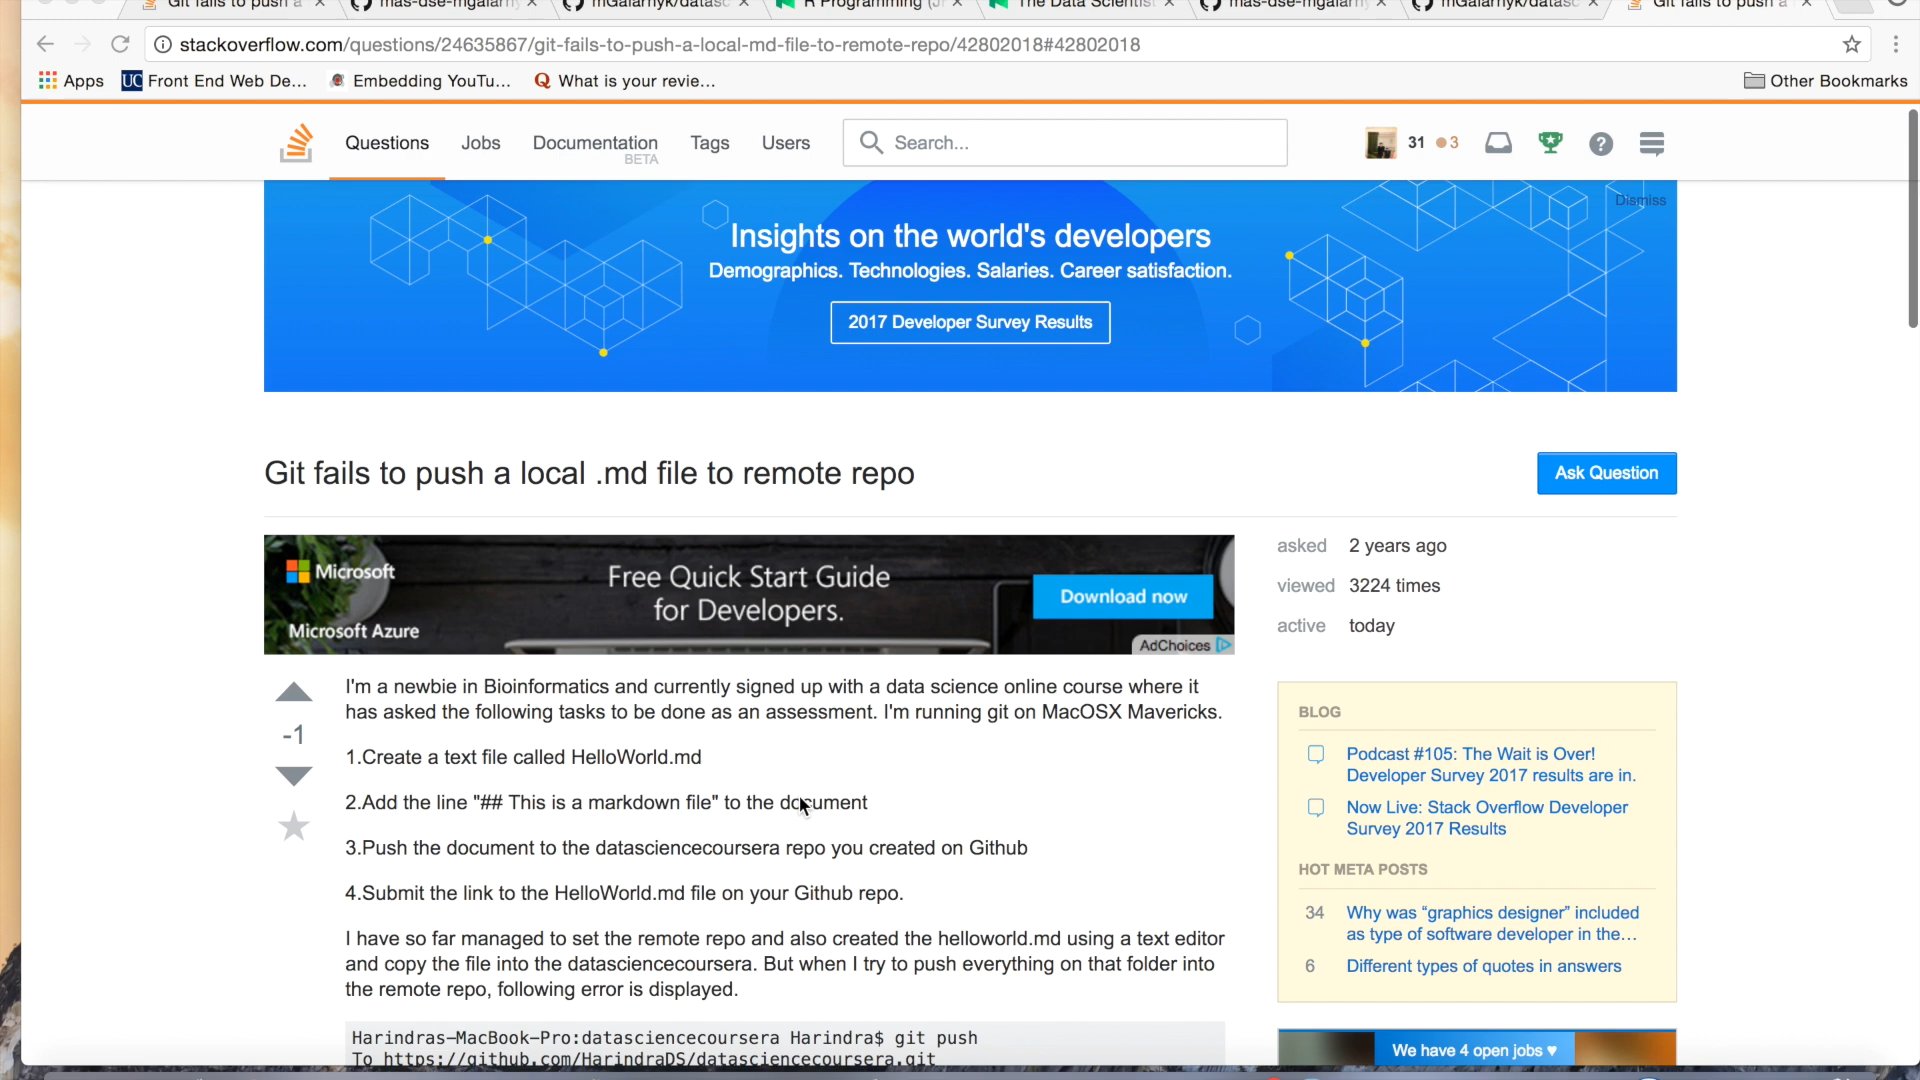 Git fails to push a
mas-dse-mgalarny
mGalarnyk/datasc
R Programming (J
The Data Scientist
mas-dse-mgalarny
mGalarnyk/datasc
Git fails to push a
stackoverflow.com/questions/24635867/git-fails-to-push-a-local-md-file-to-remote-repo/42802018#42802018
Apps
UC Front End Web De...
Embedding YouTu...
Q What is your revie...
Other Bookmarks
Questions
Jobs
Documentation
BETA
Tags
Users
Search...
31 3
?
Dismiss
Insights on the world's developers
Demographics. Technologies. Salaries. Career satisfaction.
2017 Developer Survey Results
Git fails to push a local .md file to remote repo
Ask Question
Microsoft
Free Quick Start Guide
for Developers.
Download now
Microsoft Azure
AdChoices
asked 2 years ago
viewed 3224 times
active today
-1
I'm a newbie in Bioinformatics and currently signed up with a data science online course where it
has asked the following tasks to be done as an assessment. I'm running git on MacOSX Mavericks.
1.Create a text file called HelloWorld.md
2.Add the line "## This is a markdown file" to the document
3.Push the document to the datasciencecoursera repo you created on Github
4.Submit the link to the HelloWorld.md file on your Github repo.
I have so far managed to set the remote repo and also created the helloworld.md using a text editor
and copy the file into the datasciencecoursera. But when I try to push everything on that folder into
the remote repo, following error is displayed.
Harindras-MacBook-Pro:datasciencecoursera Harindra$ git push
To https://github.com/HarindraDS/datasciencecoursera.git
BLOG
Podcast #105: The Wait is Over!
Developer Survey 2017 results are in.
Now Live: Stack Overflow Developer
Survey 2017 Results
HOT META POSTS
34 Why was “graphics designer” included
as type of software developer in the...
6 Different types of quotes in answers
We have 4 open jobs ♥